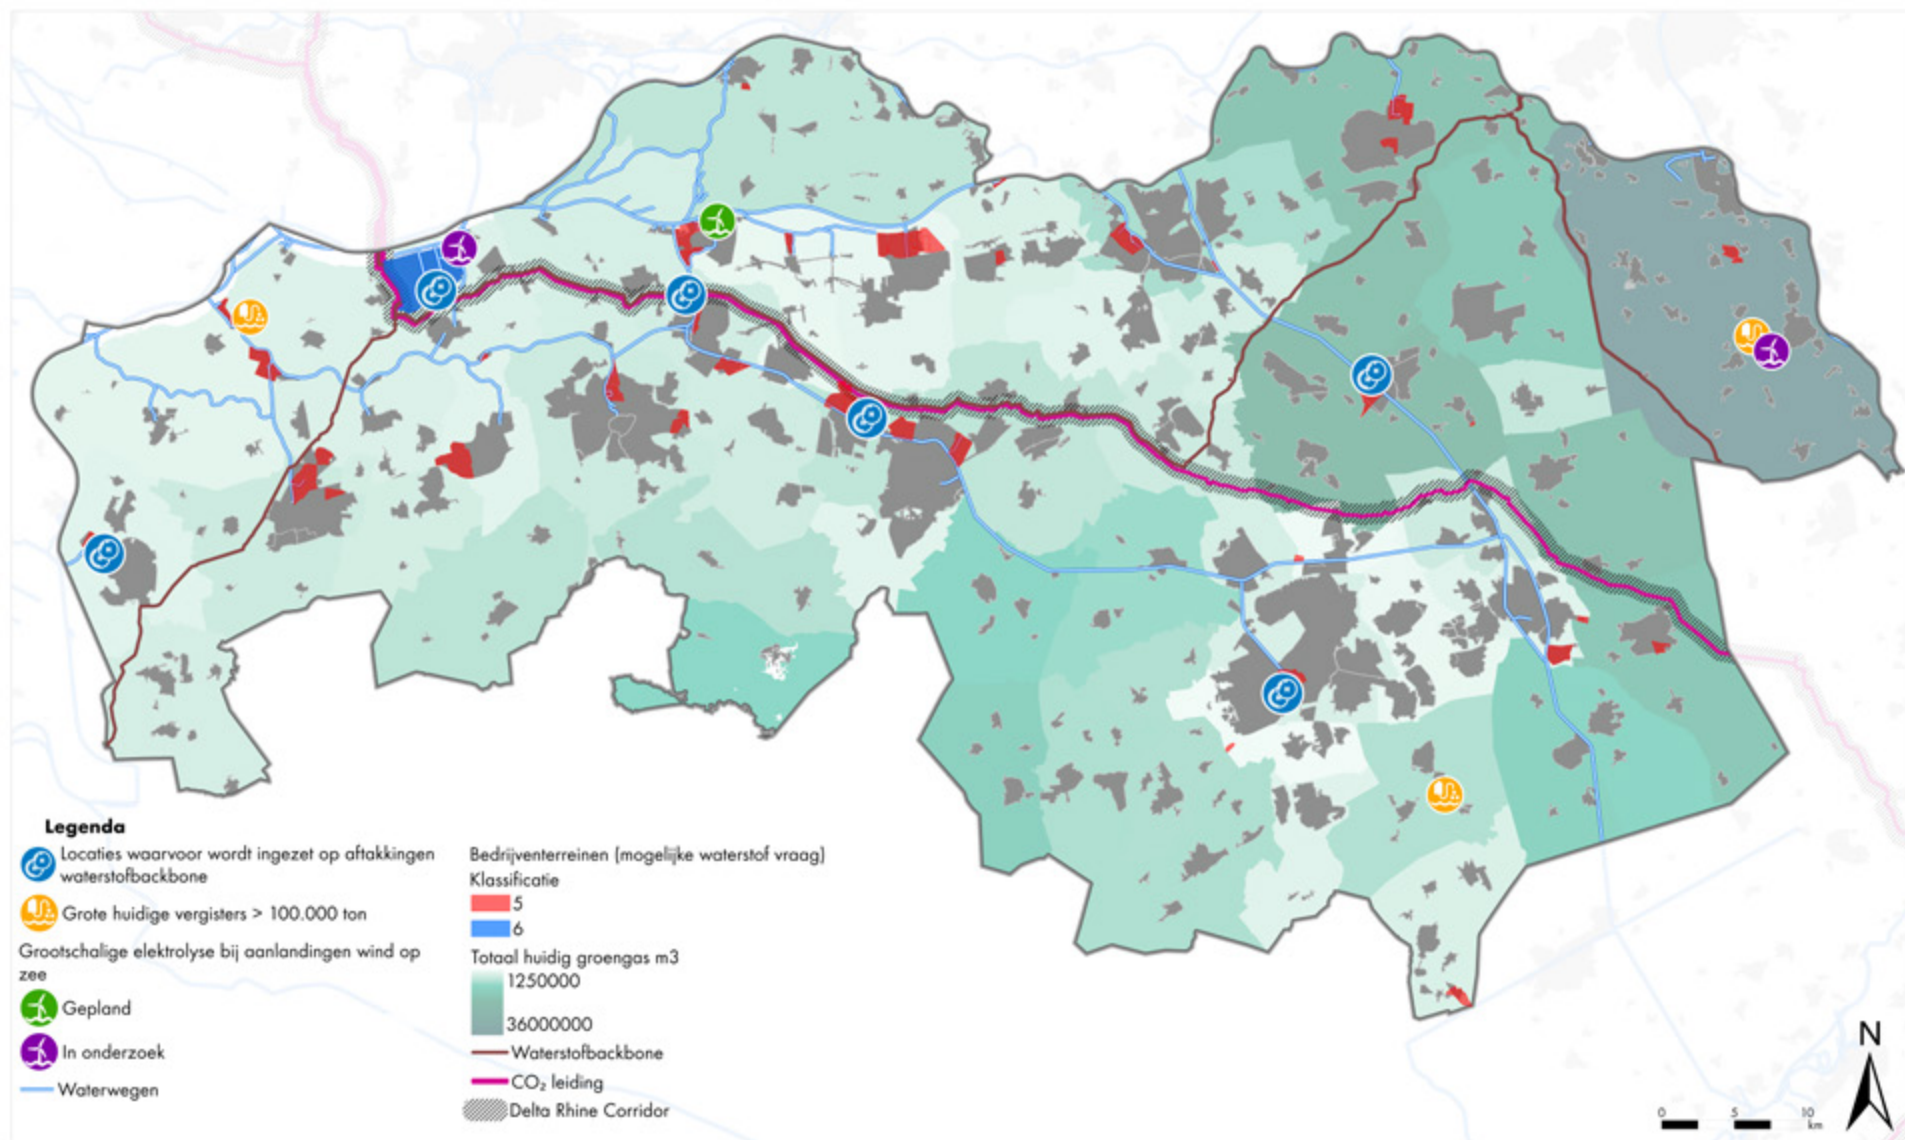 Legenda
Locaties waarvoor wordt ingezet op aftakkingen
waterstofbackbone
Grote huidige vergisters > 100.000 ton
Grootschalige elektrolyse bij aanlandingen wind op
zee
Gepland
In onderzoek
Waterwegen
Bedrijventerreinen (mogelijke waterstof vraag)
Klassificatie
5
6
Totaal huidig groengas m3
1250000
36000000
Waterstofbackbone
CO₂ leiding
Delta Rhine Corridor
N
0 5 10
km